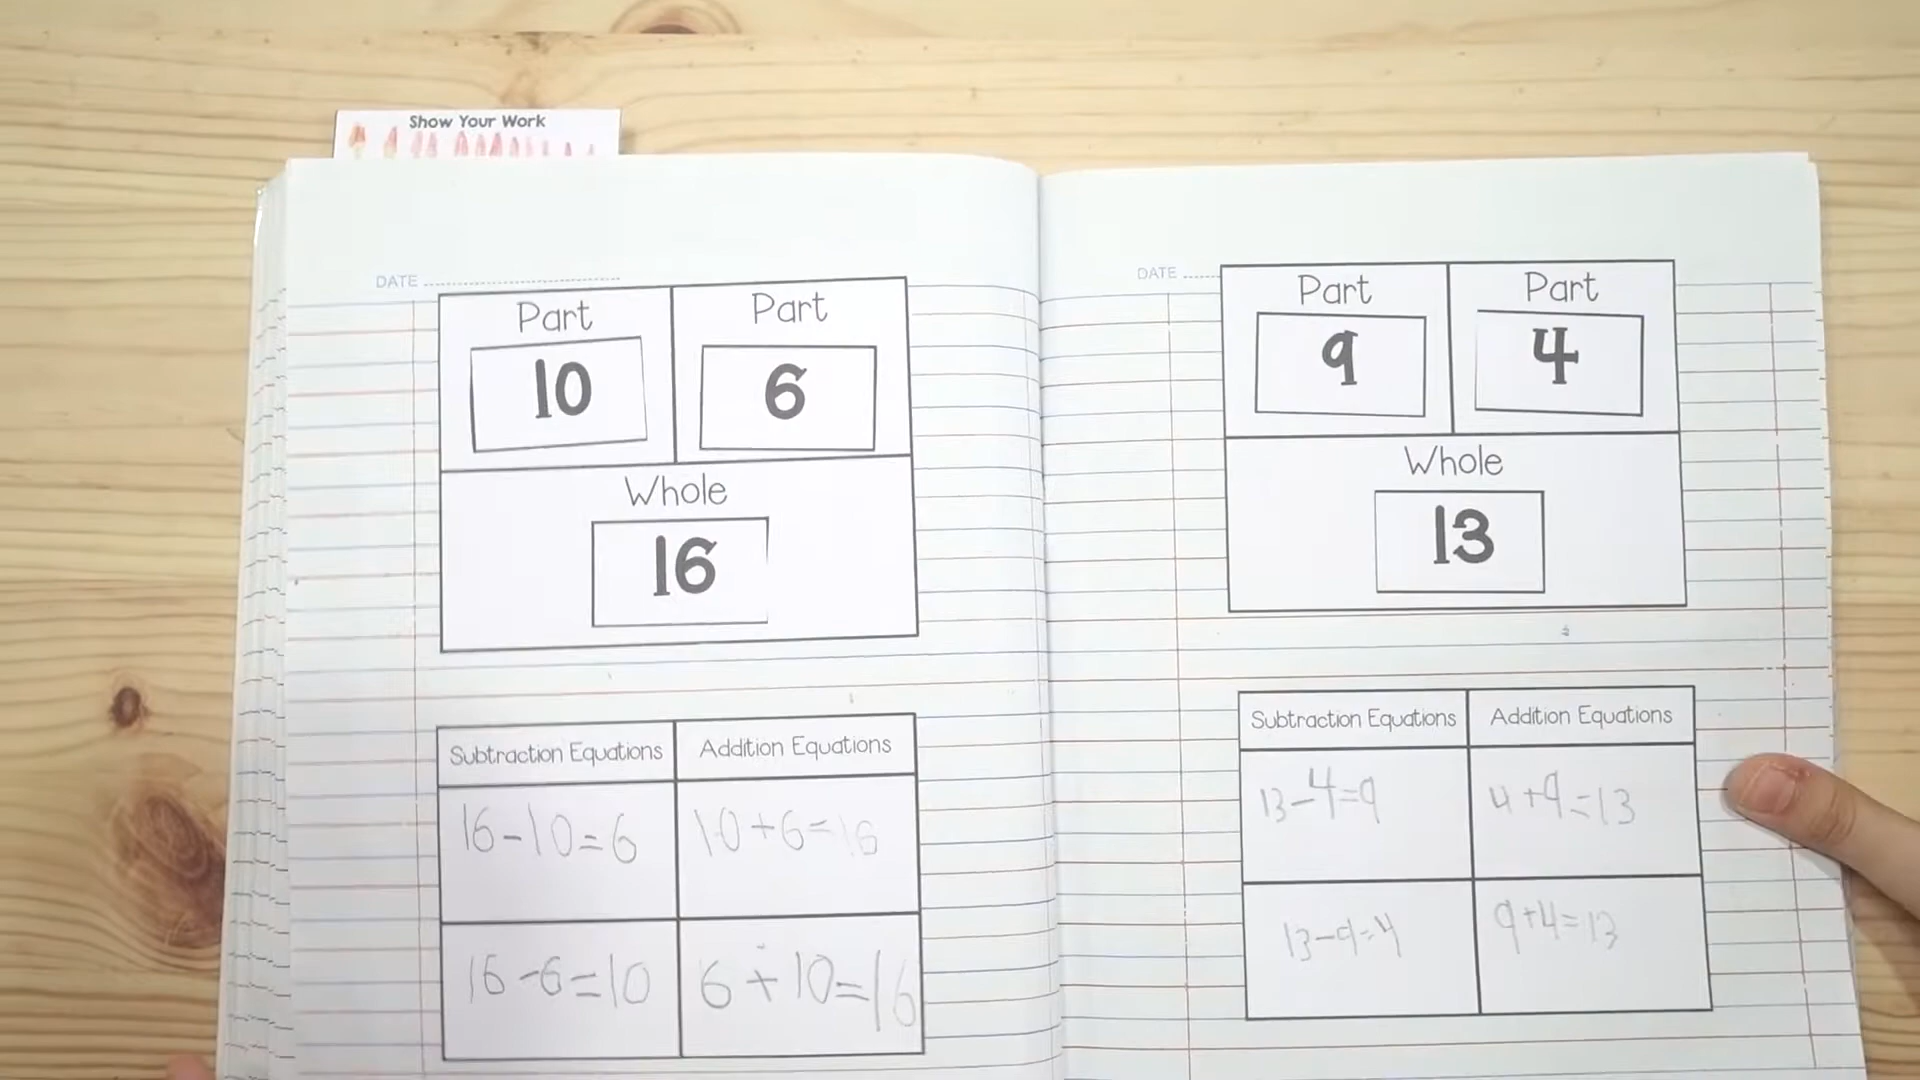 Show Your Work
DATE
Part
Part
10
6
Whole
16
Subtraction Equations
Addition Equations
16-10=6
10+6=16
16-6=10
6+10=16
DATE
Part
Part
9
4
Whole
13
Subtraction Equations
Addition Equations
13-4=9
4+9=13
13-9=4
9+4=13